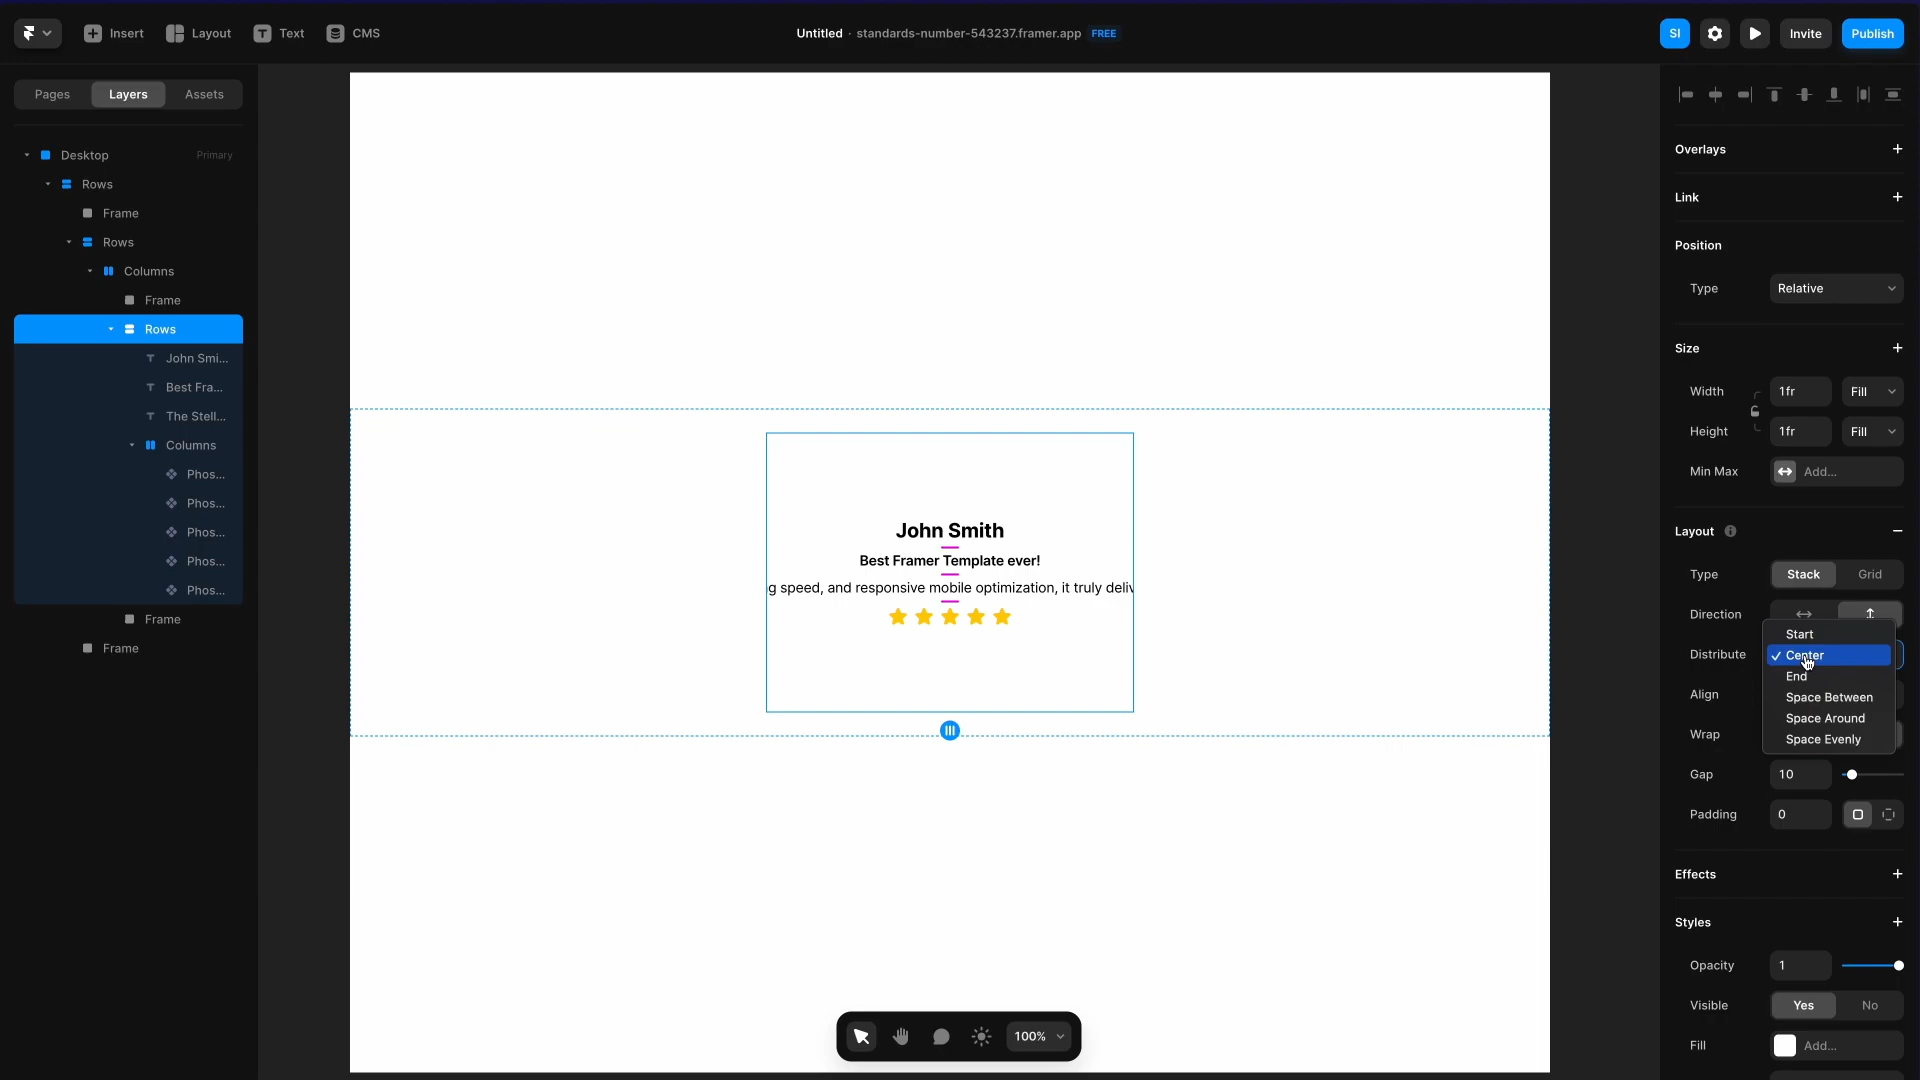 Insert
Layout
Text
CMS
Untitled · standards-number-543237.framer.app FREE
SI
Invite
Publish
Pages
Layers
Assets
Desktop
Primary
Rows
Frame
Rows
Columns
Frame
Rows
John Smi...
Best Fra...
The Stell...
Columns
Phos...
Phos...
Phos...
Phos...
Phos...
Frame
Frame
John Smith
Best Framer Template ever!
g speed, and responsive mobile optimization, it truly deliv
100%
Overlays
Link
Position
Type
Relative
Size
Width
1fr
Fill
Height
1fr
Fill
Min Max
Add...
Layout
Type
Stack
Grid
Direction
Distribute
Start
Center
End
Space Between
Space Around
Space Evenly
Align
Wrap
Gap
10
Padding
0
Effects
Styles
Opacity
1
Visible
Yes
No
Fill
Add...